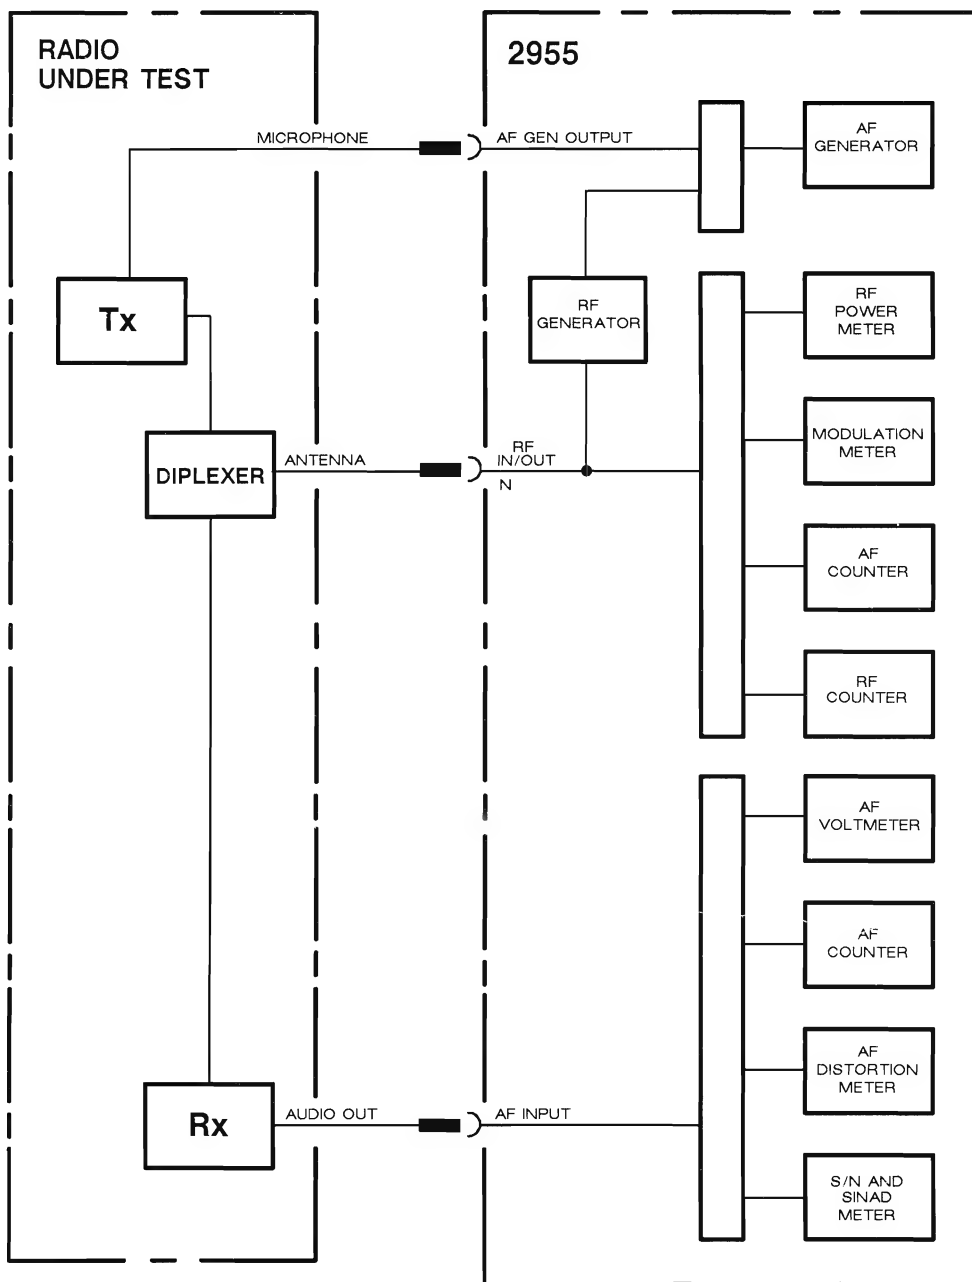 RADIO
UNDER TEST
2955
MICROPHONE
AF GEN OUTPUT
AF
GENERATOR
Tx
RF
GENERATOR
RF
POWER
METER
MODULATION
METER
DIPLEXER
ANTENNA
RF
IN/OUT
N
AF
COUNTER
RF
COUNTER
AF
VOLTMETER
AF
COUNTER
AF
DISTORTION
METER
Rx
AUDIO OUT
AF INPUT
S/N AND
SINAD
METER